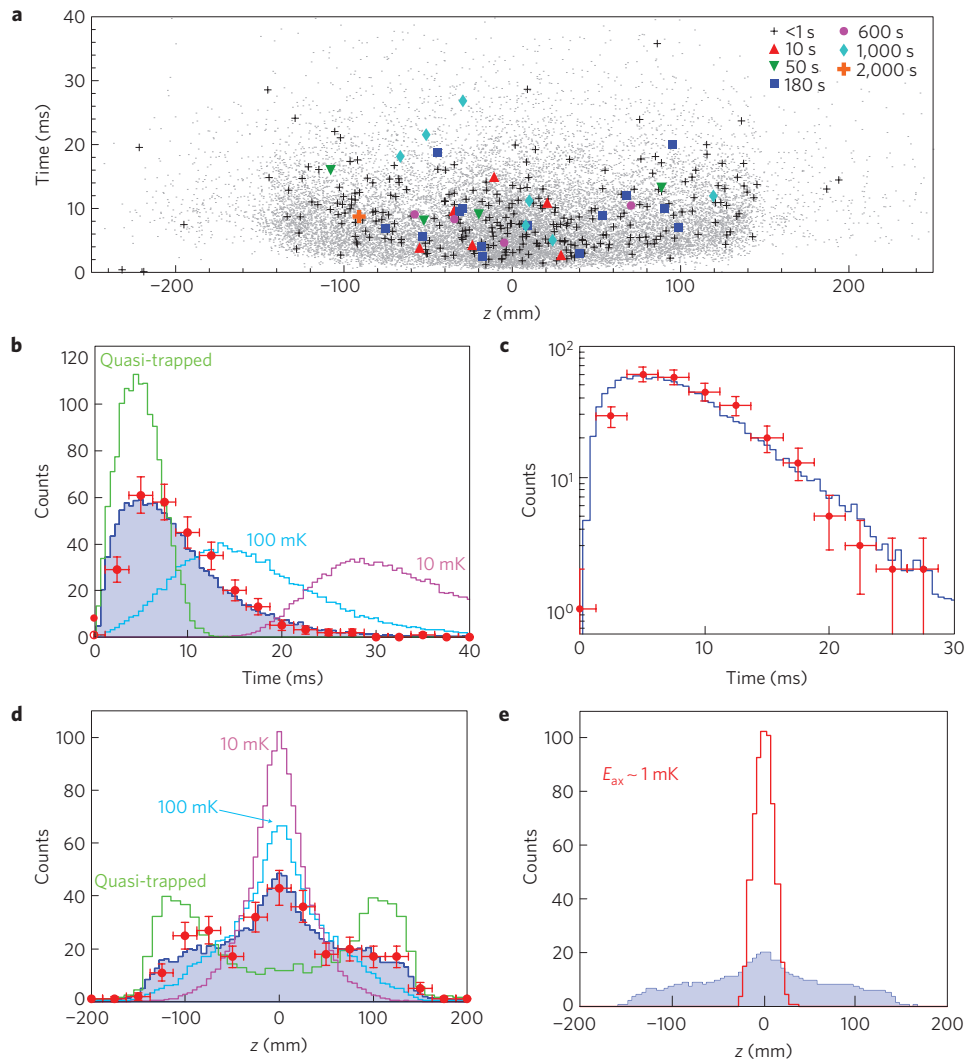 a
40
30
20
10
0
Time (ms)
−200
−100
0
100
200
z (mm)
<1 s
10 s
50 s
180 s
600 s
1,000 s
2,000 s
b
Quasi-trapped
100 mK
10 mK
120
100
80
60
40
20
0
Counts
0
10
20
30
40
Time (ms)
c
10²
10¹
10⁰
Counts
0
10
20
30
Time (ms)
d
10 mK
100 mK
Quasi-trapped
100
80
60
40
20
0
Counts
−200
−100
0
100
200
z (mm)
e
Eax ~ 1 mK
100
80
60
40
20
0
Counts
−200
−100
0
100
200
z (mm)